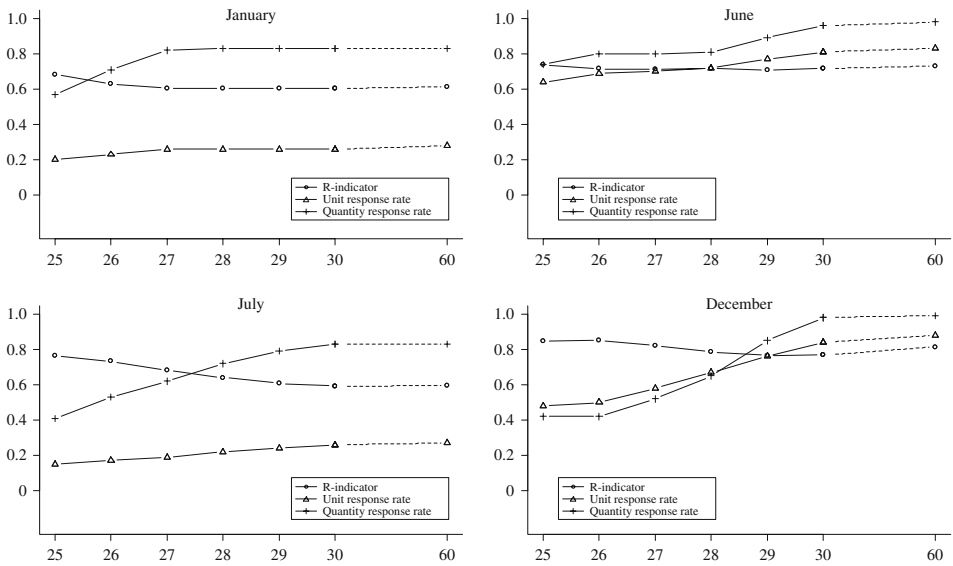 January
1.0
0.8
0.6
0.4
0.2
0
R-indicator
Unit response rate
Quantity response rate
25 26 27 28 29 30 60
June
1.0
0.8
0.6
0.4
0.2
0
R-indicator
Unit response rate
Quantity response rate
25 26 27 28 29 30 60
July
1.0
0.8
0.6
0.4
0.2
0
R-indicator
Unit response rate
Quantity response rate
25 26 27 28 29 30 60
December
1.0
0.8
0.6
0.4
0.2
0
R-indicator
Unit response rate
Quantity response rate
25 26 27 28 29 30 60